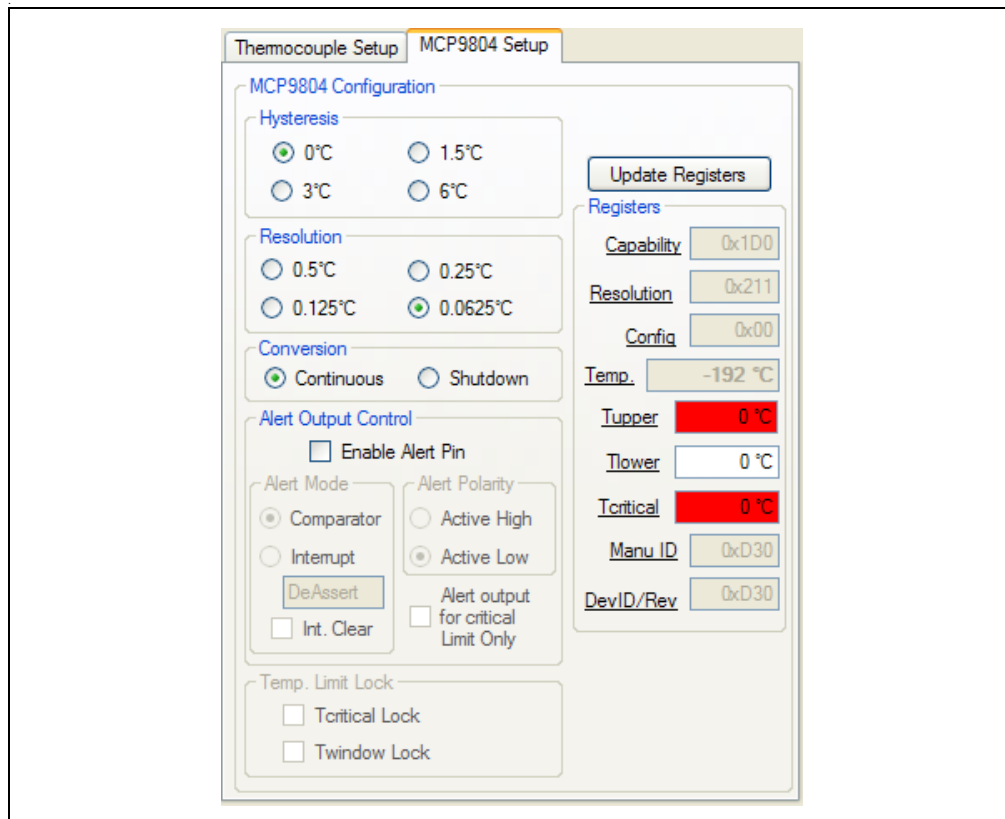 Thermocouple Setup MCP9804 Setup
MCP9804 Configuration
Hysteresis
0°C 1.5°C
3°C 6°C
Resolution
0.5°C 0.25°C
0.125°C 0.0625°C
Conversion
Continuous Shutdown
Alert Output Control
Enable Alert Pin
Alert Mode
Comparator
Interrupt
DeAssert
Int. Clear
Alert Polarity
Active High
Active Low
Alert output
for critical
Limit Only
Temp. Limit Lock
Tcritical Lock
Twindow Lock
Update Registers
Registers
Capability 0x1D0
Resolution 0x211
Config 0x00
Temp. -192 °C
Tupper 0 °C
Tlower 0 °C
Tcritical 0 °C
Manu ID 0xD30
DevID/Rev 0xD30